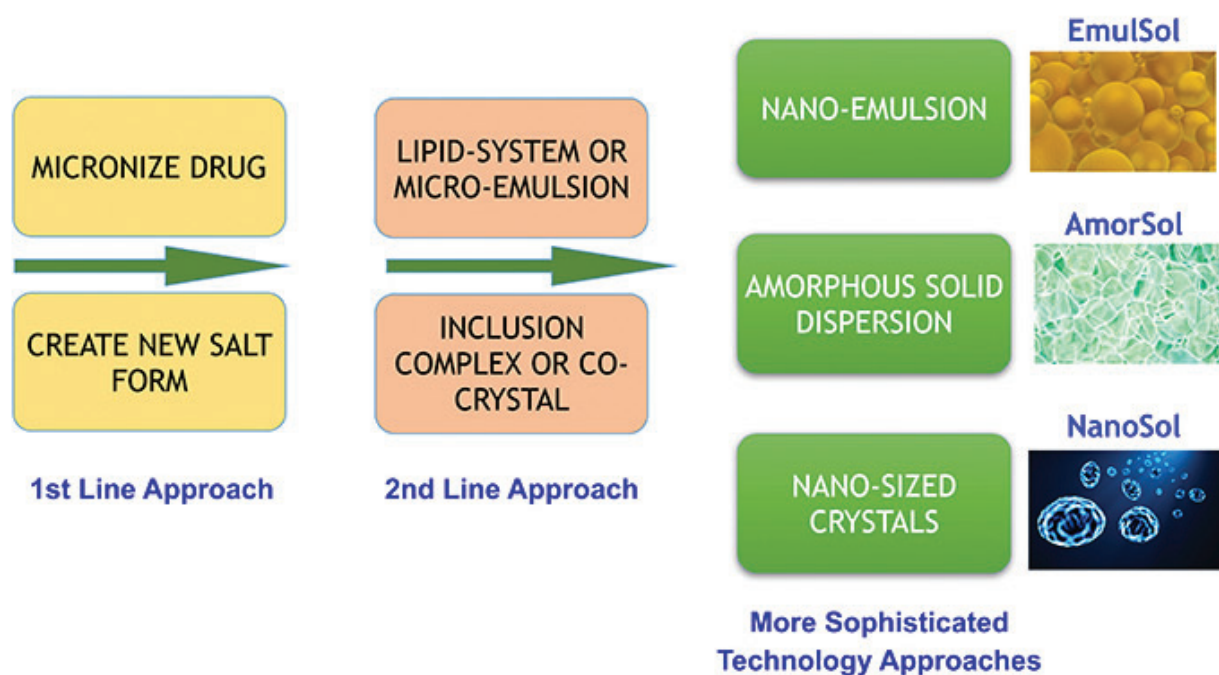 MICRONIZE DRUG
CREATE NEW SALT
FORM
1st Line Approach
LIPID-SYSTEM OR
MICRO-EMULSION
INCLUSION
COMPLEX OR CO-
CRYSTAL
2nd Line Approach
EmulSol
NANO-EMULSION
AmorSol
AMORPHOUS SOLID
DISPERSION
NanoSol
NANO-SIZED
CRYSTALS
More Sophisticated
Technology Approaches